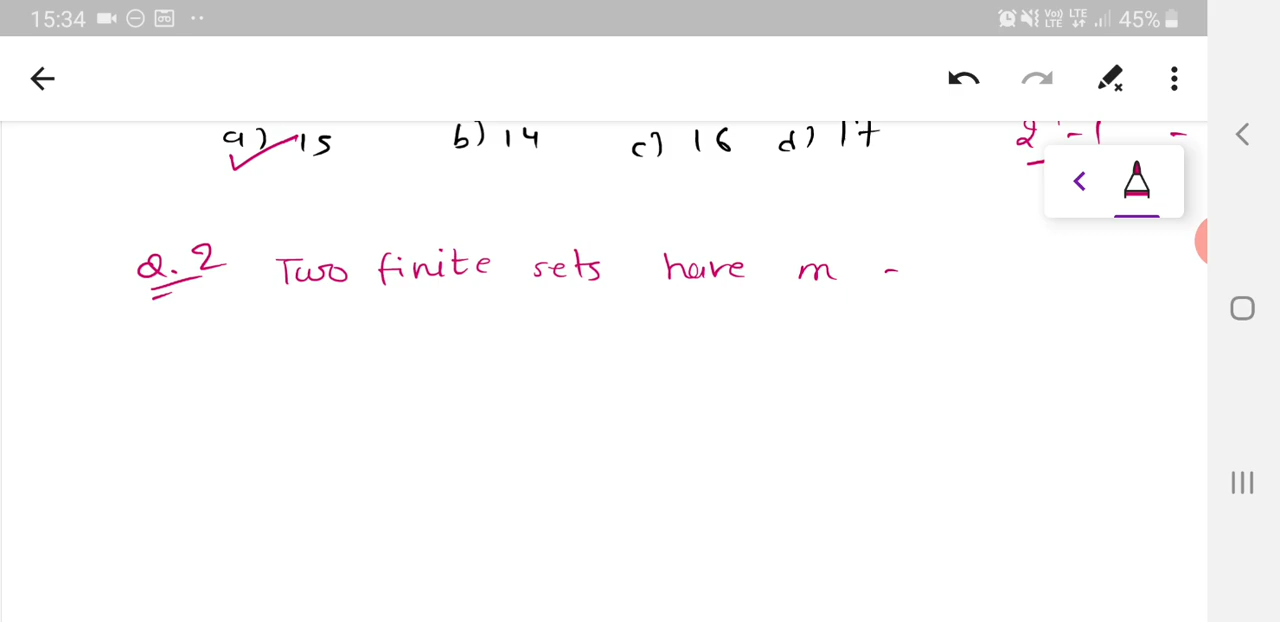 15:34 45%
a) 15 b) 14 c) 16 d) 17
Q.2 Two finite sets have m -